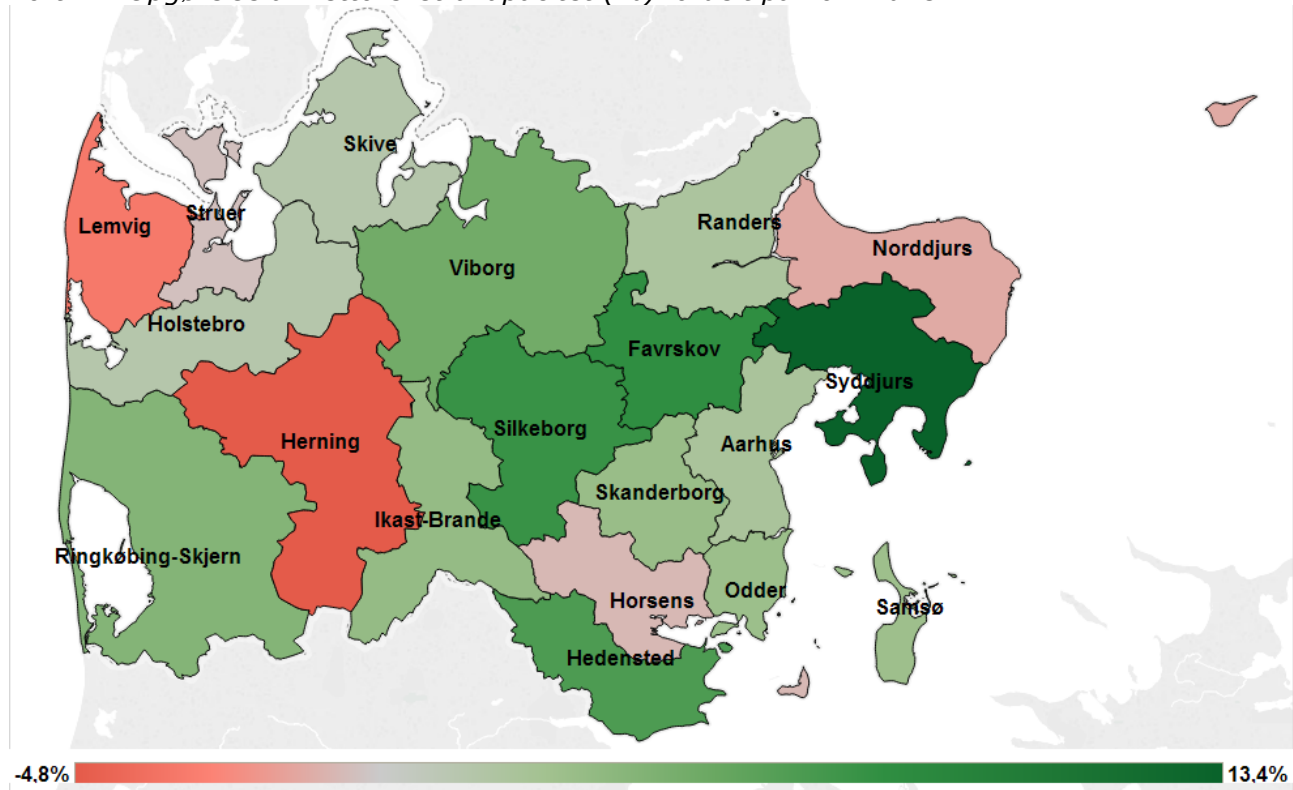 Skive
Randers
Lemvig
Struer
Norddjurs
Viborg
Holstebro
Favrskov
Syddjurs
Silkeborg
Herning
Aarhus
Skanderborg
Ikast-Brande
Ringkøbing-Skjern
Odder
Horsens
Samsø
Hedensted
-4,8%
13,4%